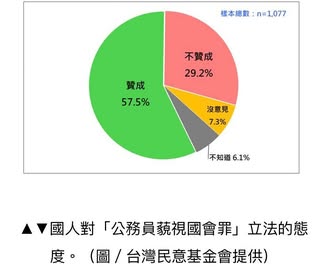 樣本總數：n=1,077
不贊成
29.2%
贊成
57.5%
沒意見
7.3%
不知道 6.1%
▲▼國人對「公務員藐視國會罪」立法的態
度。（圖／台灣民意基金會提供）